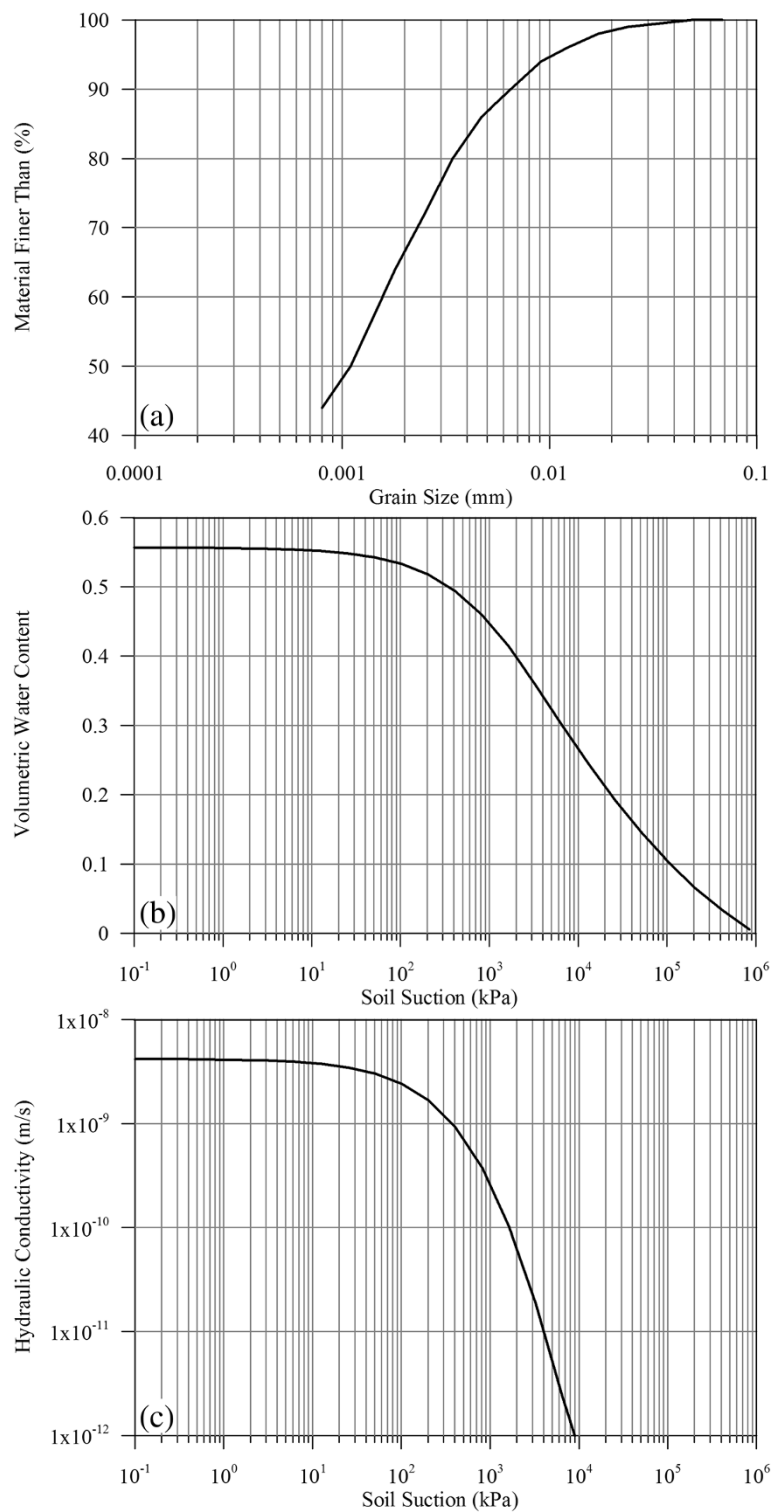 100
90
80
70
60
50
40
Material Finer Than (%)
(a)
0.0001 0.001 0.01 0.1
Grain Size (mm)
0.6
0.5
0.4
0.3
0.2
0.1
0
Volumetric Water Content
(b)
10⁻¹ 10⁰ 10¹ 10² 10³ 10⁴ 10⁵ 10⁶
Soil Suction (kPa)
1x10⁻⁸
1x10⁻⁹
1x10⁻¹⁰
1x10⁻¹¹
1x10⁻¹²
Hydraulic Conductivity (m/s)
(c)
10⁻¹ 10⁰ 10¹ 10² 10³ 10⁴ 10⁵ 10⁶
Soil Suction (kPa)